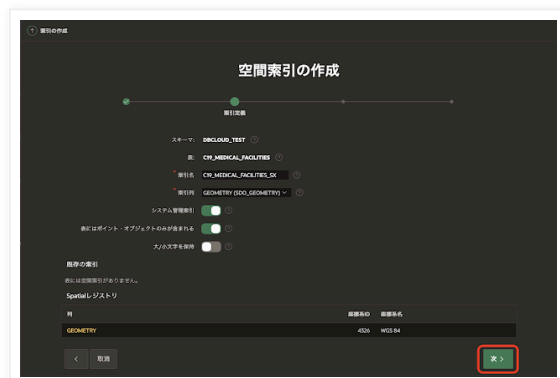 索引の作成
空間索引の作成
索引定義
スキーマ: DBCLOUD_TEST
表: C19_MEDICAL_FACILITIES
* 索引名 C19_MEDICAL_FACILITIES_SX
* 索引列 GEOMETRY (SDO_GEOMETRY)
システム管理索引
表にはポイント・オブジェクトのみが含まれる
大/小文字を保持
既存の索引
表には空間索引がありません。
Spatialレジストリ
列 座標系ID 座標系名
GEOMETRY 4326 WGS 84
取消 次